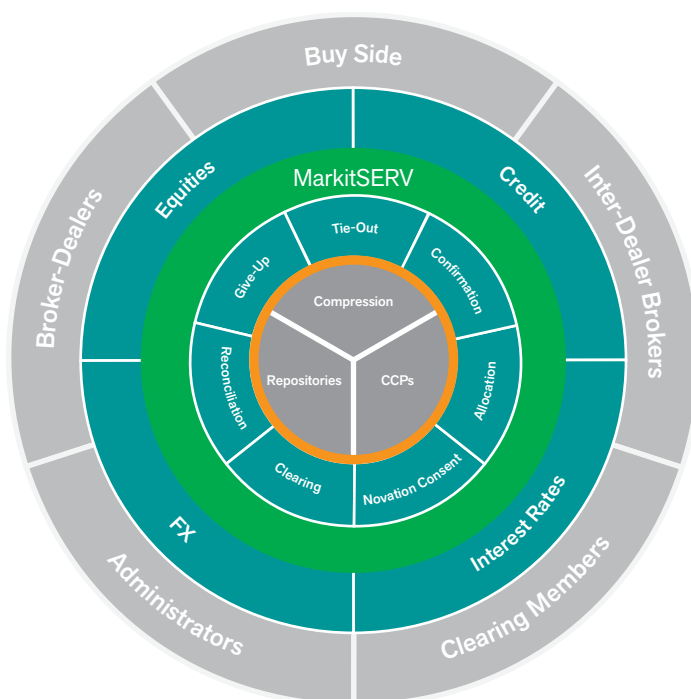 Buy Side
Inter-Dealer Brokers
Clearing Members
Administrators
Broker-Dealers
Equities
Credit
Interest Rates
FX
MarkitSERV
Tie-Out
Confirmation
Allocation
Novation Consent
Clearing
Reconciliation
Give-Up
Compression
Repositories
CCPs